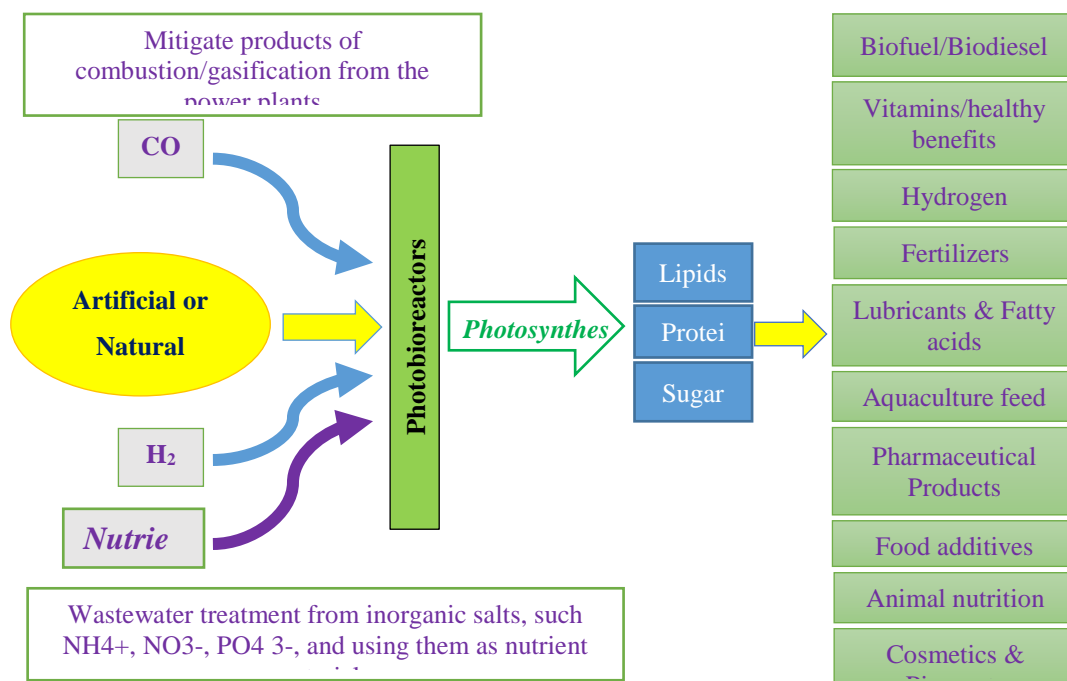 Mitigate products of
combustion/gasification from the
power plants
CO
Artificial or
Natural
H₂
Nutrie
Wastewater treatment from inorganic salts, such
NH4+, NO3-, PO4 3-, and using them as nutrient
Photobioreactors
Photosynthes
Lipids
Protei
Sugar
Biofuel/Biodiesel
Vitamins/healthy
benefits
Hydrogen
Fertilizers
Lubricants & Fatty
acids
Aquaculture feed
Pharmaceutical
Products
Food additives
Animal nutrition
Cosmetics &